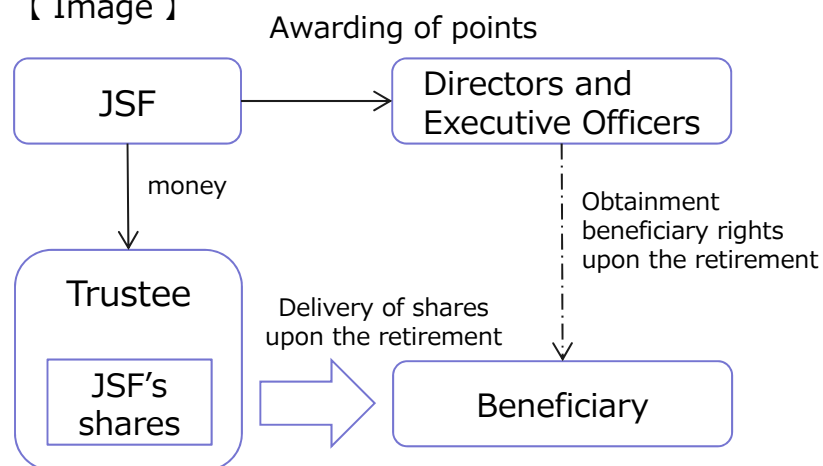 【 Image 】
Awarding of points
JSF
Directors and
Executive Officers
money
Obtainment
beneficiary rights
upon the retirement
Trustee
Delivery of shares
upon the retirement
JSF's
shares
Beneficiary